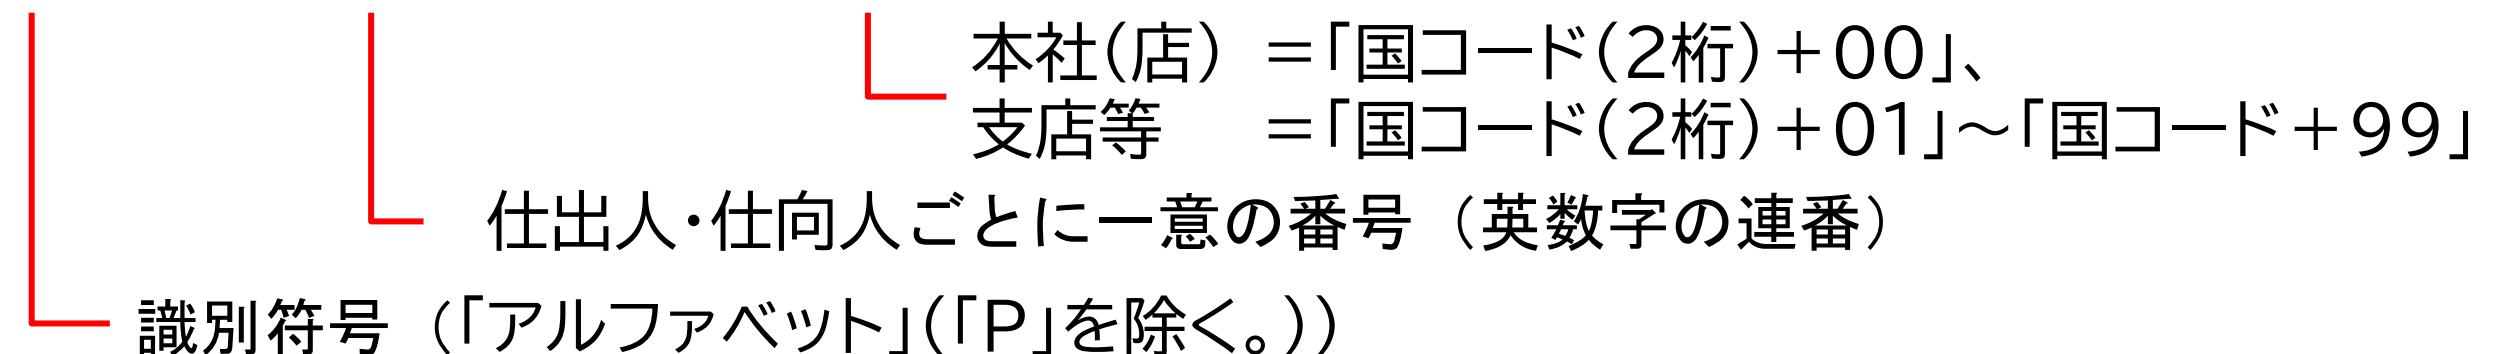 本社(店)＝「国コード(２桁)＋００」、
支店等＝「国コード(２桁)＋０１」～「国コード＋９９」
仕出人・仕向人ごとに一意の番号（英数字の連番）
識別符号（「アルファベット」(「P」を除く。)）